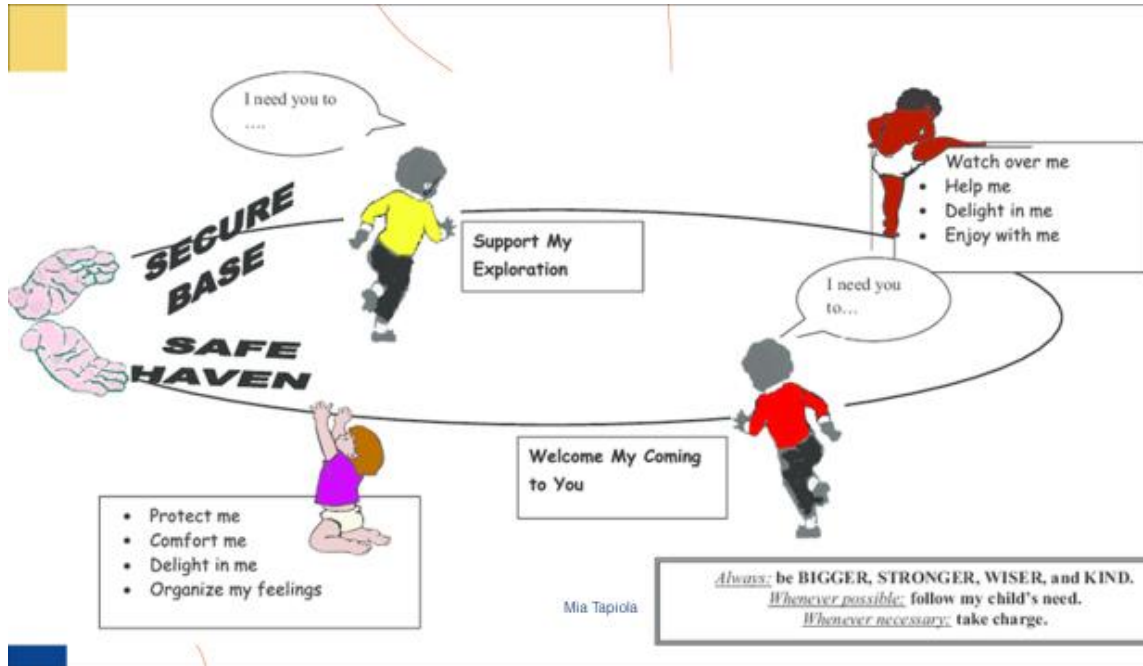 I need you to
....
SECURE
BASE
Support My
Exploration
• Watch over me
• Help me
• Delight in me
• Enjoy with me
I need you
to...
SAFE
HAVEN
Welcome My Coming
to You
• Protect me
• Comfort me
• Delight in me
• Organize my feelings
Mia Tapiola
Always: be BIGGER, STRONGER, WISER, and KIND.
Whenever possible: follow my child's need.
Whenever necessary: take charge.